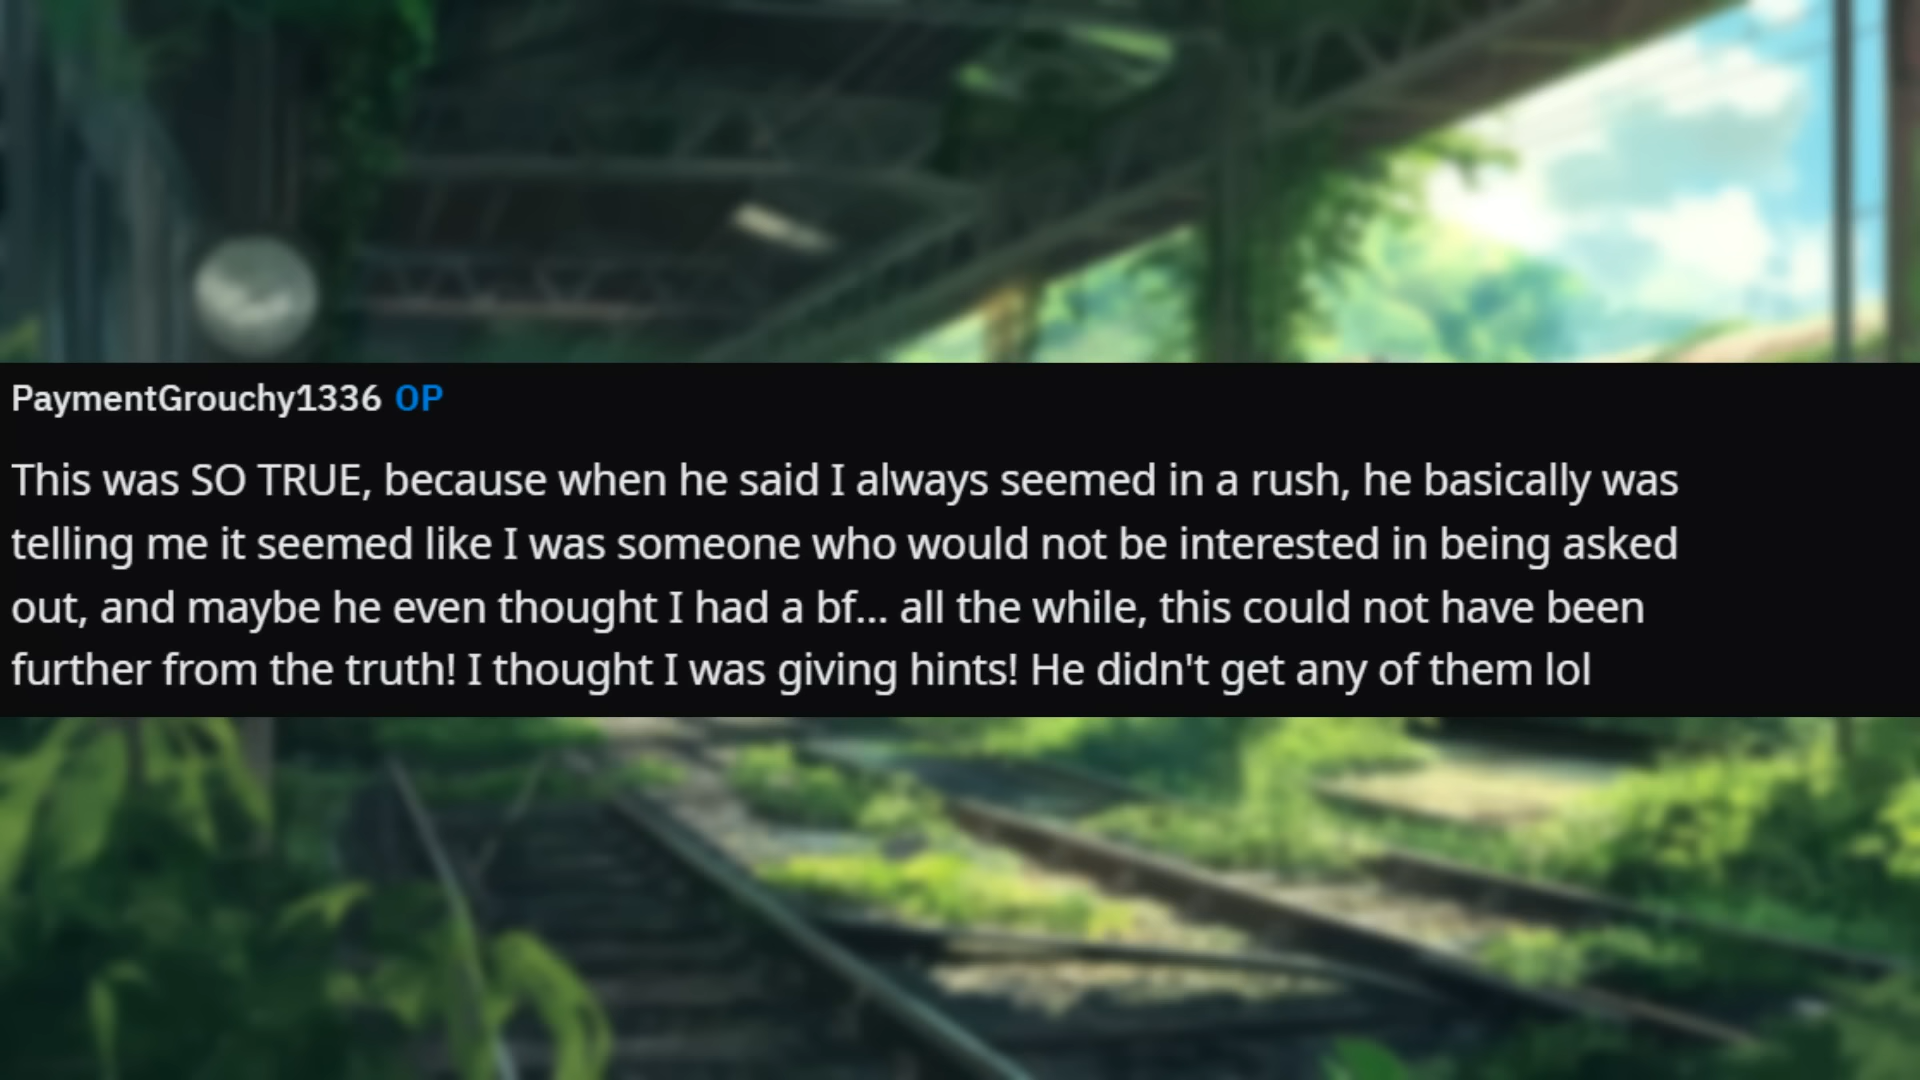 PaymentGrouchy1336 OP
This was SO TRUE, because when he said I always seemed in a rush, he basically was
telling me it seemed like I was someone who would not be interested in being asked
out, and maybe he even thought I had a bf... all the while, this could not have been
further from the truth! I thought I was giving hints! He didn't get any of them lol